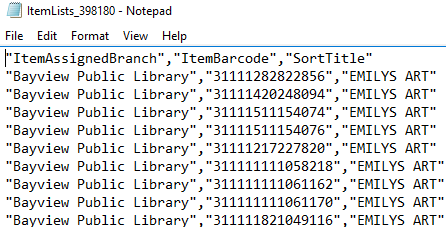 ItemLists_398180 - Notepad
File Edit Format View Help
"ItemAssignedBranch","ItemBarcode","SortTitle"
"Bayview Public Library","31111282822856","EMILYS ART"
"Bayview Public Library","31111420248094","EMILYS ART"
"Bayview Public Library","31111511154074","EMILYS ART"
"Bayview Public Library","31111511154076","EMILYS ART"
"Bayview Public Library","31111217227820","EMILYS ART"
"Bayview Public Library","311111111058218","EMILYS ART"
"Bayview Public Library","311111111061162","EMILYS ART"
"Bayview Public Library","311111111061170","EMILYS ART"
"Bayview Public Library","311111821049116","EMILYS ART"